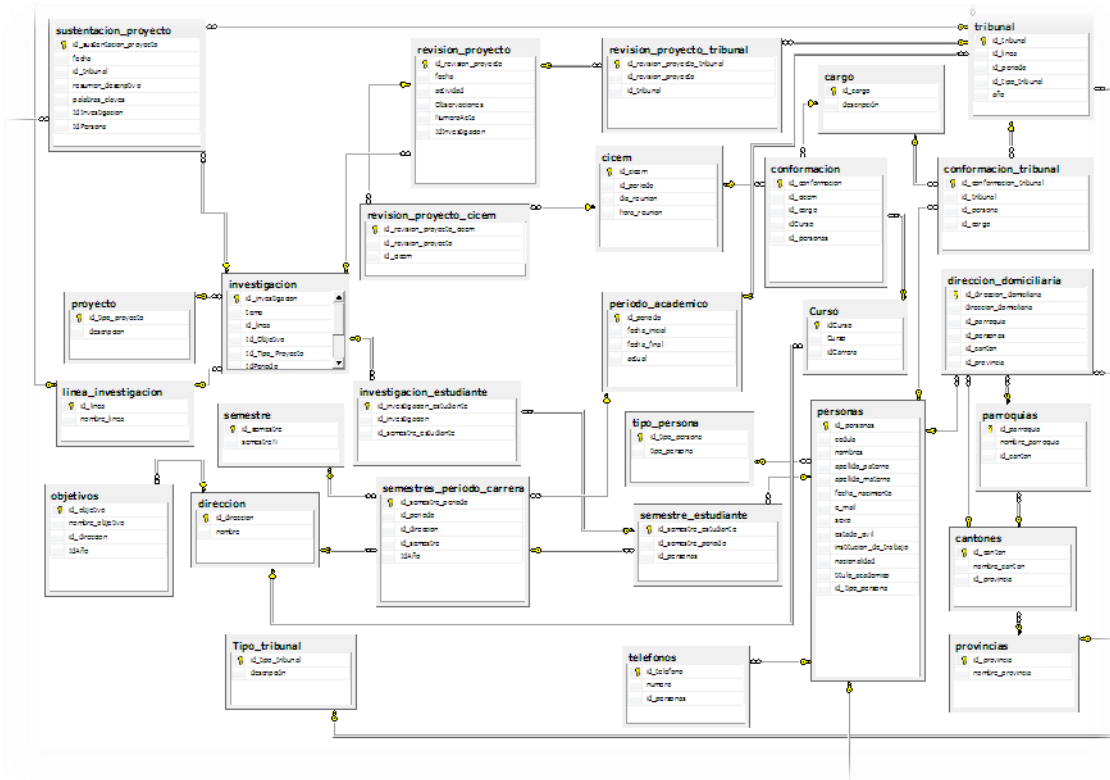 sustentacion_proyecto
id_sustentacion_proyecto
fecha
id_tribunal
resumen_descriptivo
palabras_claves
IdInvestigacion
IdPersona
revision_proyecto
id_revision_proyecto
fecha
actividad
Observaciones
NumeroActa
IdInvestigacion
revision_proyecto_tribunal
id_revision_proyecto_tribunal
id_revision_proyecto
id_tribunal
tribunal
id_tribunal
id_linea
id_periodo
id_tipo_tribunal
año
cargo
id_cargo
descripción
cicem
id_cicem
id_periodo
dia_reunion
hora_reunion
conformacion
id_conformacion
id_cicem
id_cargo
idCurso
id_personas
conformacion_tribunal
id_conformacion_tribunal
id_tribunal
id_persona
id_cargo
revision_proyecto_cicem
id_revision_proyecto_cicem
id_revision_proyecto
id_cicem
investigacion
id_investigacion
tema
id_linea
Id_Objetivo
Id_Tipo_Proyecto
IdPeriodo
proyecto
id_tipo_proyecto
descripcion
periodo_academico
id_periodo
fecha_inicial
fecha_final
actual
Curso
idCurso
Curso
idCarrera
direccion_domiciliaria
id_direccion_domiciliaria
direccion_domiciliaria
id_parroquia
id_personas
id_canton
id_provincia
linea_investigacion
id_linea
nombre_linea
investigacion_estudiante
id_investigacion_estudiante
id_investigacion
id_semestre_estudiante
semestre
id_semestre
semestreN
tipo_persona
id_tipo_persona
tipo_persona
personas
id_personas
cedula
nombres
apellido_paterno
apellido_materno
fecha_nacimiento
e_mail
sexo
estado_civil
institucion_de_trabajo
nacionalidad
titulo_academico
id_tipo_persona
parroquias
id_parroquia
nombre_parroquia
id_canton
objetivos
id_objetivo
nombre_objetivo
id_direccion
IdAño
direccion
id_direccion
nombre
semestres_periodo_carrera
id_semestre_periodo
id_periodo
id_direccion
id_semestre
IdAño
semestre_estudiante
id_semestre_estudiante
id_semestre_periodo
id_personas
cantones
id_canton
nombre_canton
id_provincia
Tipo_tribunal
id_tipo_tribunal
descripción
telefonos
id_telefono
numero
id_personas
provincias
id_provincia
nombre_provincia